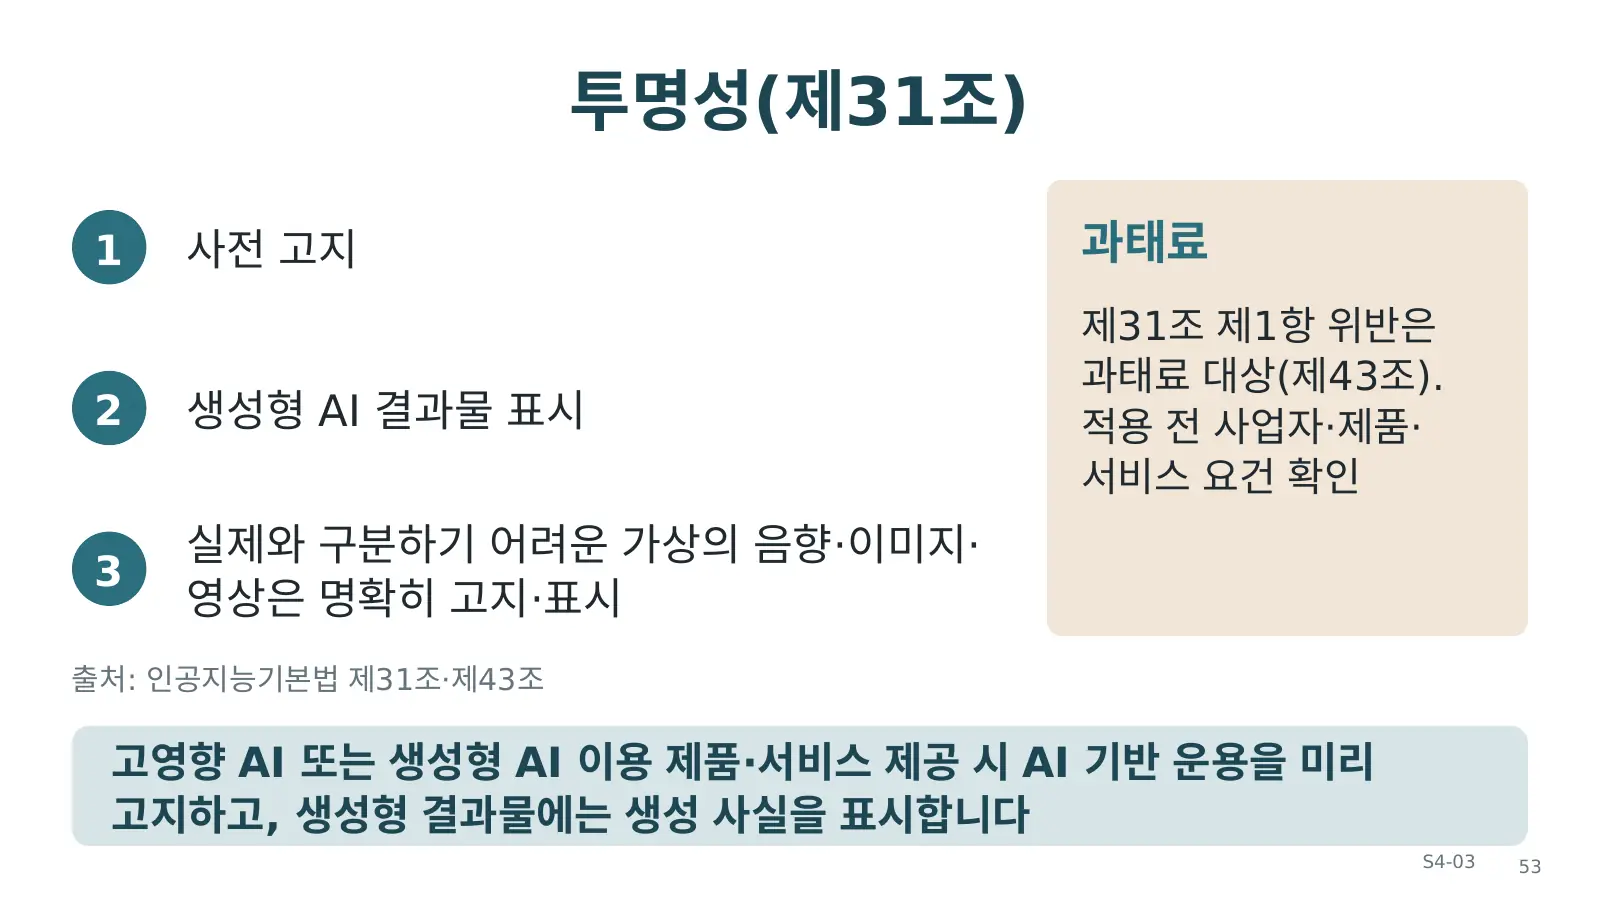 투명성(제31조)
1 사전 고지
2 생성형 AI 결과물 표시
3 실제와 구분하기 어려운 가상의 음향·이미지·
영상은 명확히 고지·표시
과태료
제31조 제1항 위반은
과태료 대상(제43조).
적용 전 사업자·제품·
서비스 요건 확인
출처: 인공지능기본법 제31조·제43조
고영향 AI 또는 생성형 AI 이용 제품·서비스 제공 시 AI 기반 운용을 미리
고지하고, 생성형 결과물에는 생성 사실을 표시합니다
S4-03
53